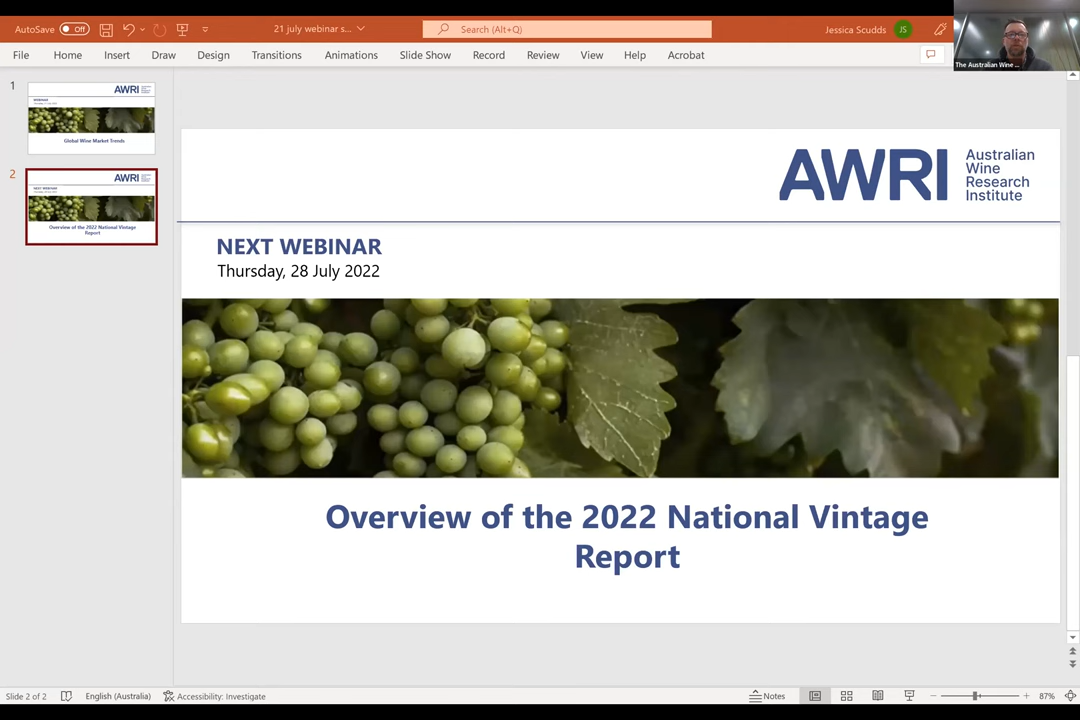 AutoSave Off 21 july webinar s... Search (Alt+Q) Jessica Scudds JS
The Australian Wine ...
File Home Insert Draw Design Transitions Animations Slide Show Record Review View Help Acrobat
1
AWRI
WEBINAR
Global Wine Market Trends
2
AWRI
NEXT WEBINAR
Overview of the 2022 National Vintage
Report
AWRI
Australian
Wine
Research
Institute
NEXT WEBINAR
Thursday, 28 July 2022
Overview of the 2022 National Vintage
Report
Slide 2 of 2 English (Australia) Accessibility: Investigate Notes 87%